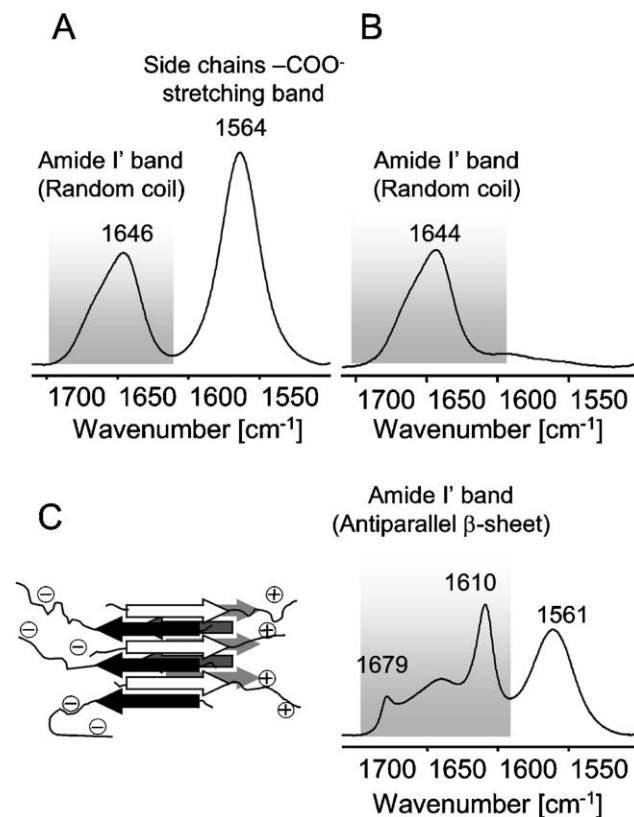 A
Side chains –COO⁻
stretching band
1564
Amide I' band
(Random coil)
1646
1700 1650 1600 1550
Wavenumber [cm⁻¹]
B
Amide I' band
(Random coil)
1644
1700 1650 1600 1550
Wavenumber [cm⁻¹]
C
Amide I' band
(Antiparallel β-sheet)
1610
1561
1679
1700 1650 1600 1550
Wavenumber [cm⁻¹]